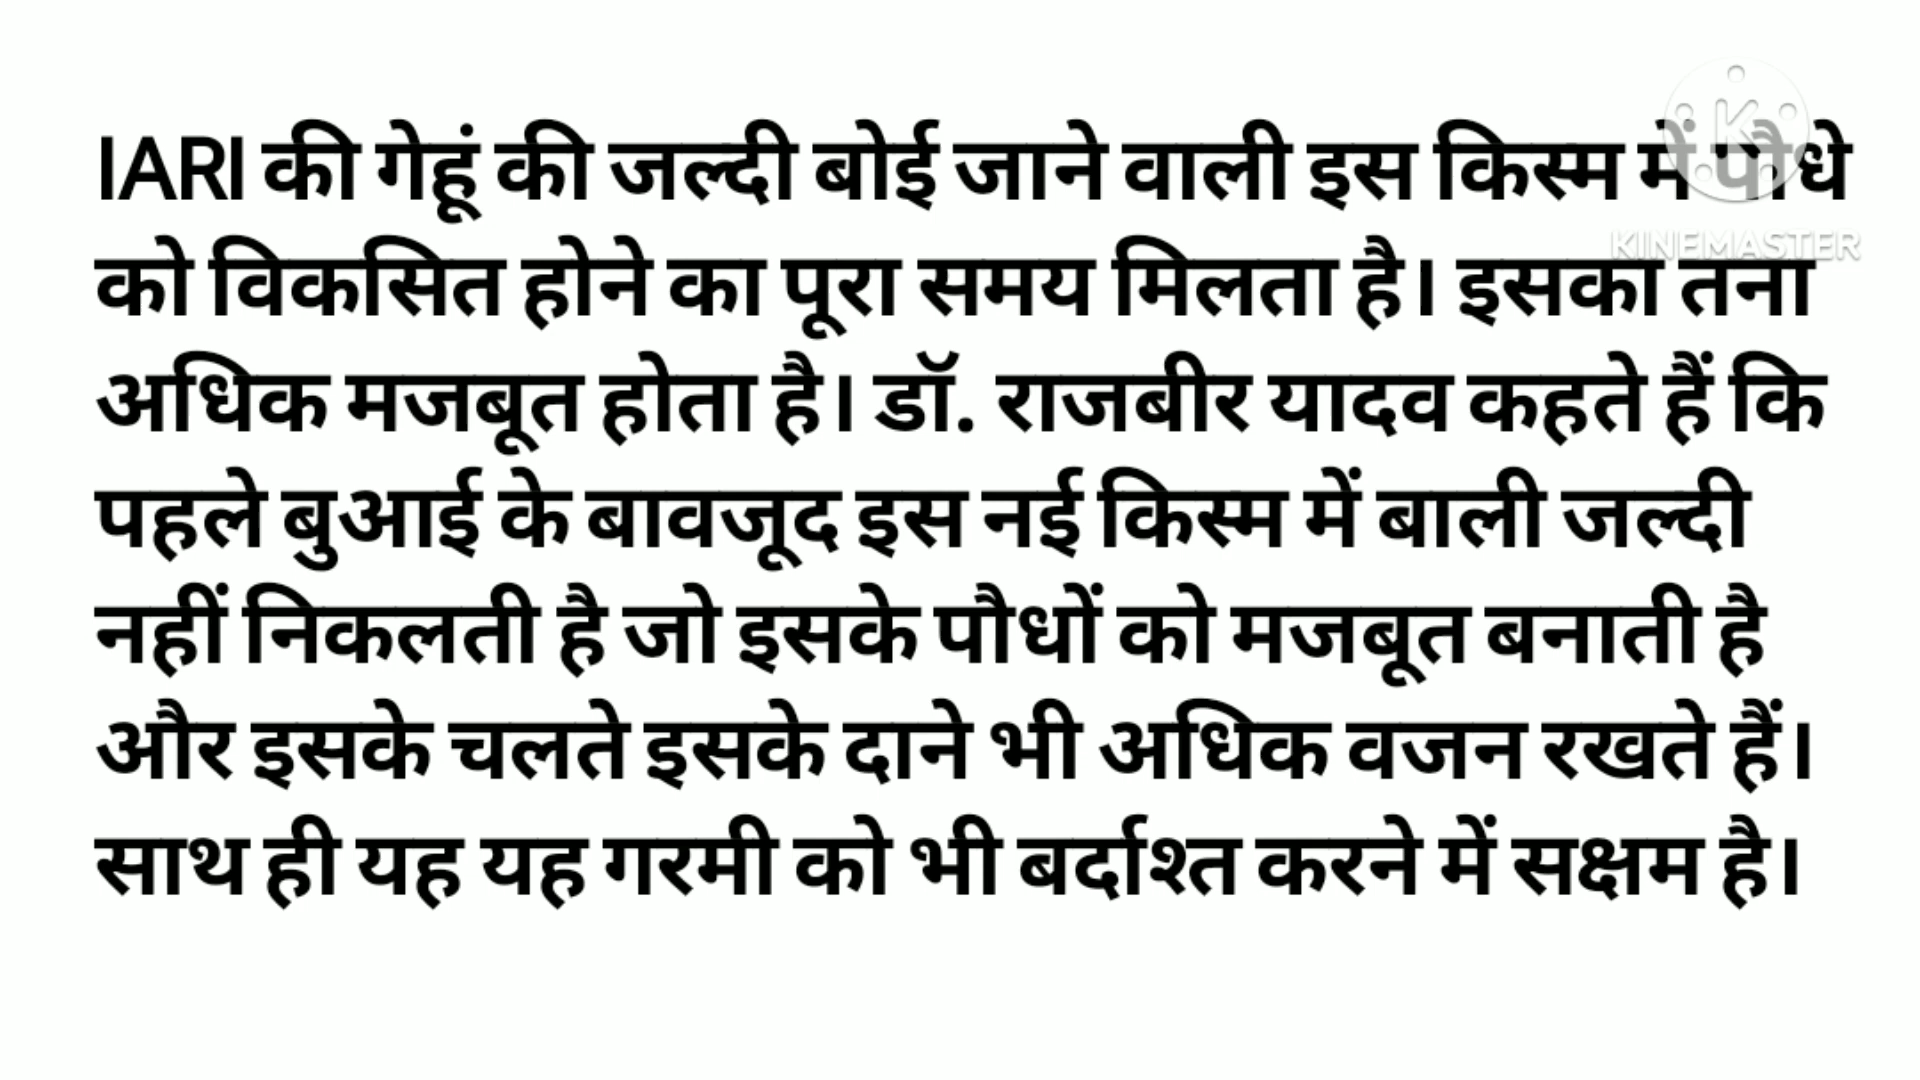 IARI की गेहूं की जल्दी बोई जाने वाली इस किस्म में पौधे
को विकसित होने का पूरा समय मिलता है। इसका तना
अधिक मजबूत होता है। डॉ. राजबीर यादव कहते हैं कि
पहले बुआई के बावजूद इस नई किस्म में बाली जल्दी
नहीं निकलती है जो इसके पौधों को मजबूत बनाती है
और इसके चलते इसके दाने भी अधिक वजन रखते हैं।
साथ ही यह यह गरमी को भी बर्दाश्त करने में सक्षम है।
K
KINEMASTER